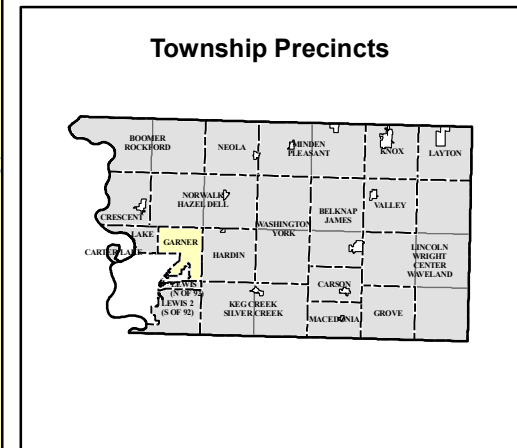 Township Precincts
BOOMER
ROCKFORD
NEOLA
MINDEN
PLEASANT
KNOX
LAYTON
NORWALK
HAZEL DELL
CRESCENT
BELKNAP
JAMES
VALLEY
WASHINGTON
YORK
LAKE
GARNER
CARTER LAKE
HARDIN
LINCOLN
WRIGHT
CENTER
WAVELAND
LEWIS 1
(N OF 92)
LEWIS 2
(S OF 92)
CARSON
KEG CREEK
SILVER CREEK
MACEDONIA
GROVE